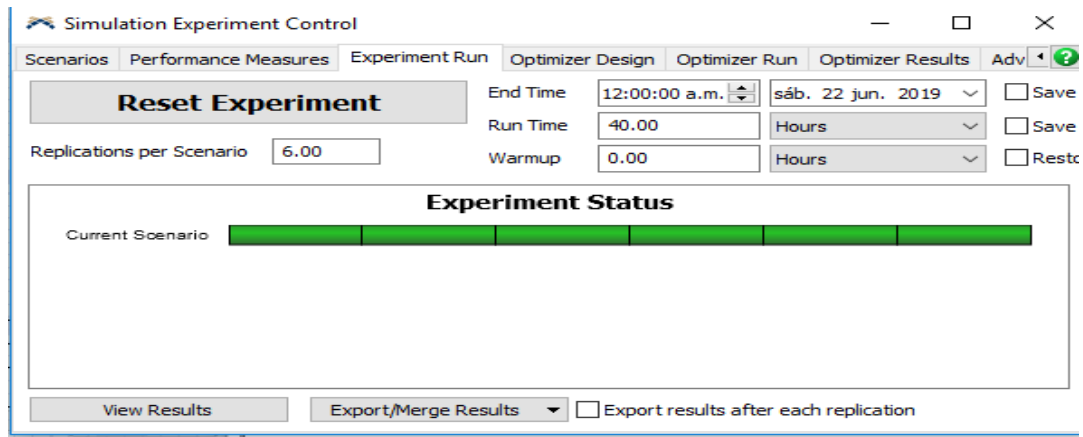 Simulation Experiment Control
Scenarios Performance Measures Experiment Run Optimizer Design Optimizer Run Optimizer Results Adv
Reset Experiment
End Time 12:00:00 a.m. sáb. 22 jun. 2019 Save
Run Time 40.00 Hours Save
Replications per Scenario 6.00
Warmup 0.00 Hours Resto
Experiment Status
Current Scenario
View Results Export/Merge Results Export results after each replication